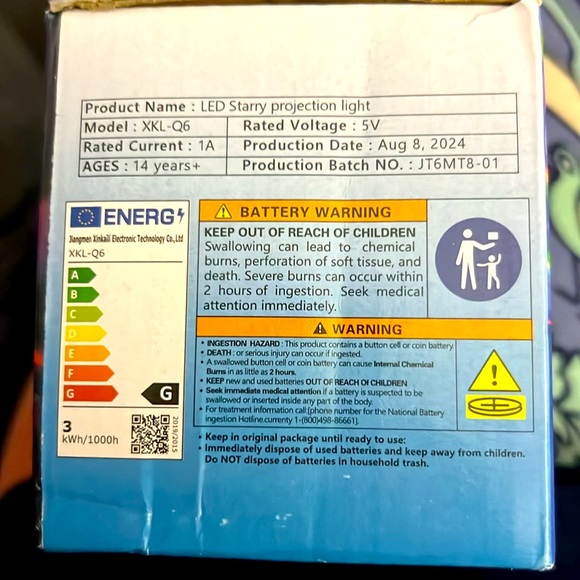 Product Name : LED Starry projection light
Model : XKL-Q6 Rated Voltage : 5V
Rated Current : 1A Production Date : Aug 8, 2024
AGES : 14 years+ Production Batch NO. : JT6MT8-01
ENERG
Jiangmen Xinkaili Electronic Technology Co.,Ltd
XKL-Q6
A
B
C
D
E
F
G
G
3
kWh/1000h
2019/2015
BATTERY WARNING
KEEP OUT OF REACH OF CHILDREN
Swallowing can lead to chemical
burns, perforation of soft tissue, and
death. Severe burns can occur within
2 hours of ingestion. Seek medical
attention immediately.
WARNING
• INGESTION HAZARD : This product contains a button cell or coin battery.
• DEATH : or serious injury can occur if ingested.
• A swallowed button cell or coin battery can cause Internal Chemical
Burns in as little as 2 hours.
• KEEP new and used batteries OUT OF REACH OF CHILDREN
• Seek immediate medical attention if a battery is suspected to be
swallowed or inserted inside any part of the body.
• For treatment information call:[phone number for the National Battery
ingestion Hotline.currenty 1-(800)498-86661].
• Keep in original package until ready to use:
• Immediately dispose of used batteries and keep away from children.
Do NOT dispose of batteries in household trash.